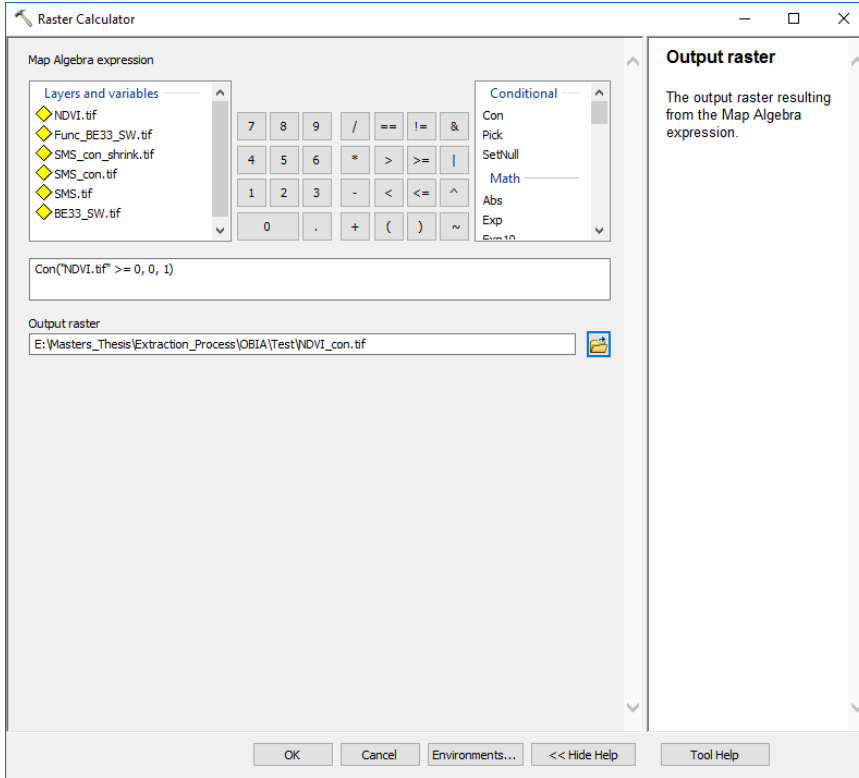 Raster Calculator
Map Algebra expression
Layers and variables
NDVI.tif
Func_BE33_SW.tif
SMS_con_shrink.tif
SMS_con.tif
SMS.tif
BE33_SW.tif
7 8 9 / == != &
4 5 6 * > >= |
1 2 3 - < <= ^
0 . + ( ) ~
Conditional
Con
Pick
SetNull
Math
Abs
Exp
Exp10
Con("NDVI.tif" >= 0, 0, 1)
Output raster
E:\Masters_Thesis\Extraction_Process\OBIA\Test\NDVI_con.tif
OK Cancel Environments... << Hide Help
Output raster
The output raster resulting
from the Map Algebra
expression.
Tool Help